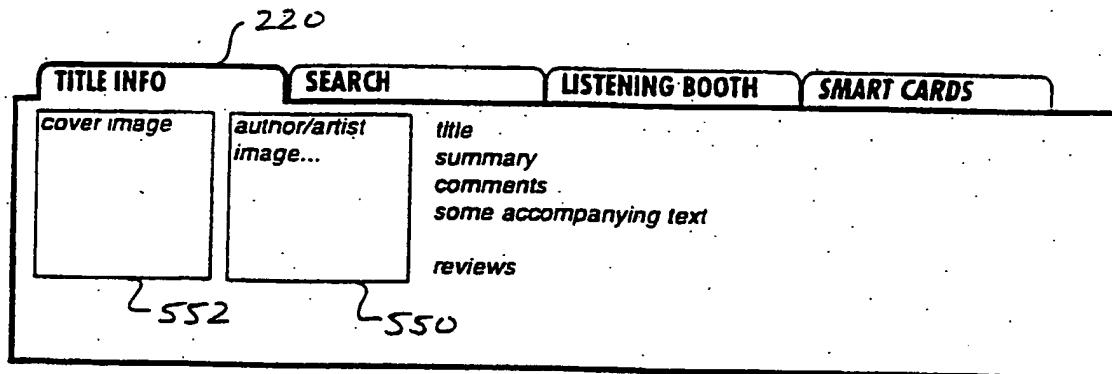 220
TITLE INFO SEARCH LISTENING BOOTH SMART CARDS
cover image
author/artist
image...
title
summary
comments
some accompanying text
reviews
552
550